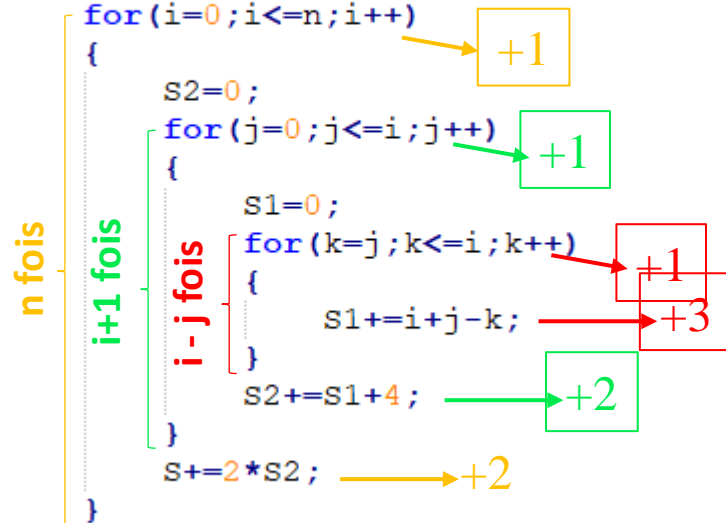 for(i=0;i<=n;i++)
+1
{
S2=0;
for(j=0;j<=i;j++)
+1
{
S1=0;
for(k=j;k<=i;k++)
+1
{
S1+=i+j-k;
+3
}
S2+=S1+4;
+2
}
S+=2*S2;
+2
}
n fois
i+1 fois
i - j fois